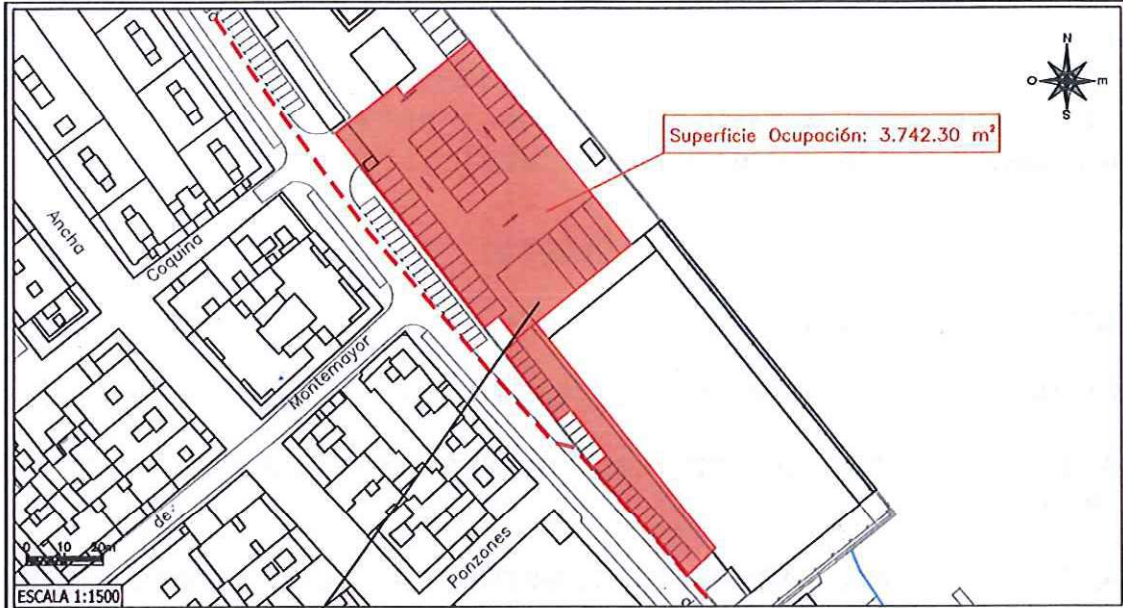 N
O m
S
Superficie Ocupación: 3.742.30 m²
Ancha
Coquina
Montemayor
de
Ponzones
0 10 20m
ESCALA 1:1500